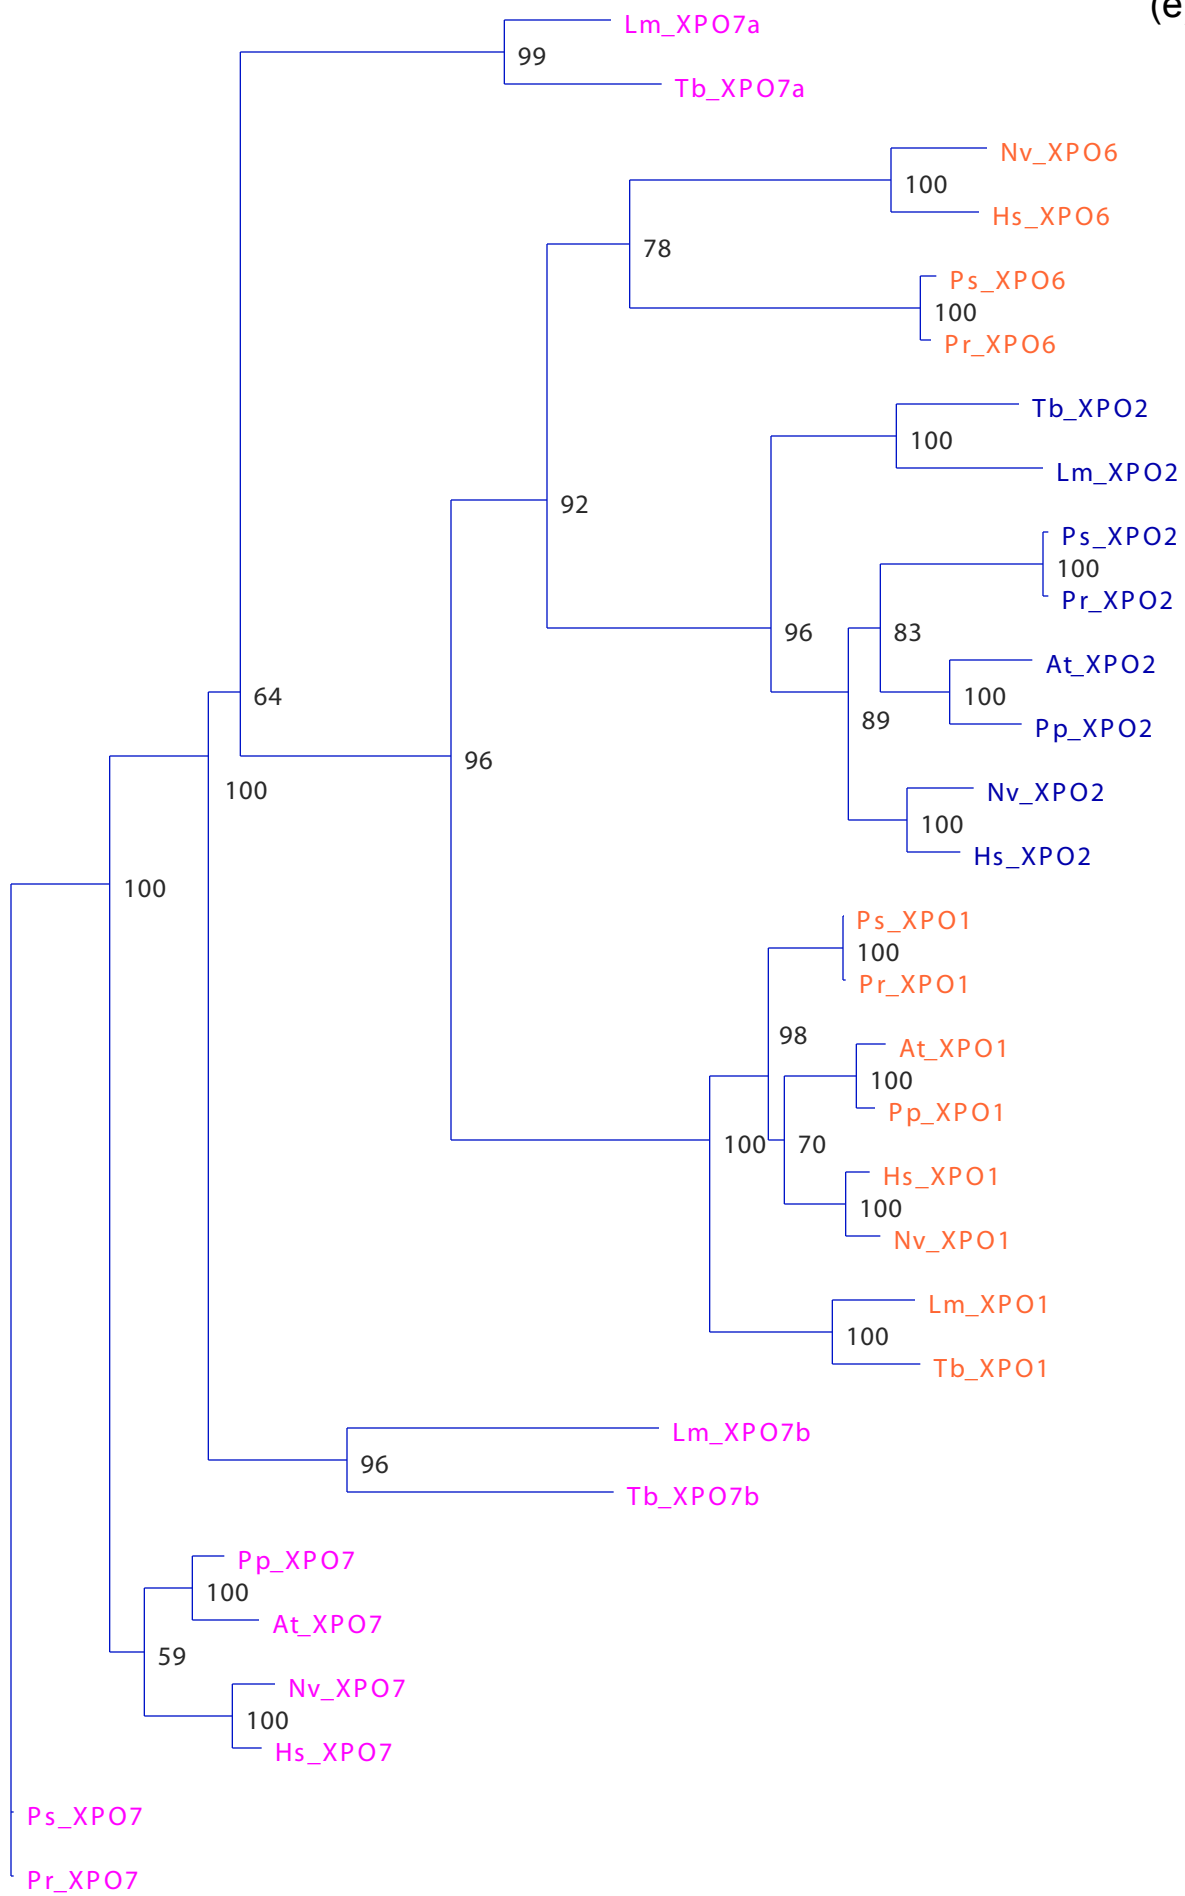 (e
Lm_XPO7a
99
Tb_XPO7a
Nv_XPO6
100
Hs_XPO6
78
Ps_XPO6
100
Pr_XPO6
Tb_XPO2
100
Lm_XPO2
92
Ps_XPO2
100
Pr_XPO2
96
83
At_XPO2
64
100
89
Pp_XPO2
96
100
Nv_XPO2
100
Hs_XPO2
100
Ps_XPO1
100
Pr_XPO1
98
At_XPO1
100
Pp_XPO1
100
70
Hs_XPO1
100
Nv_XPO1
Lm_XPO1
100
Tb_XPO1
Lm_XPO7b
96
Tb_XPO7b
Pp_XPO7
100
At_XPO7
59
Nv_XPO7
100
Hs_XPO7
Ps_XPO7
Pr_XPO7